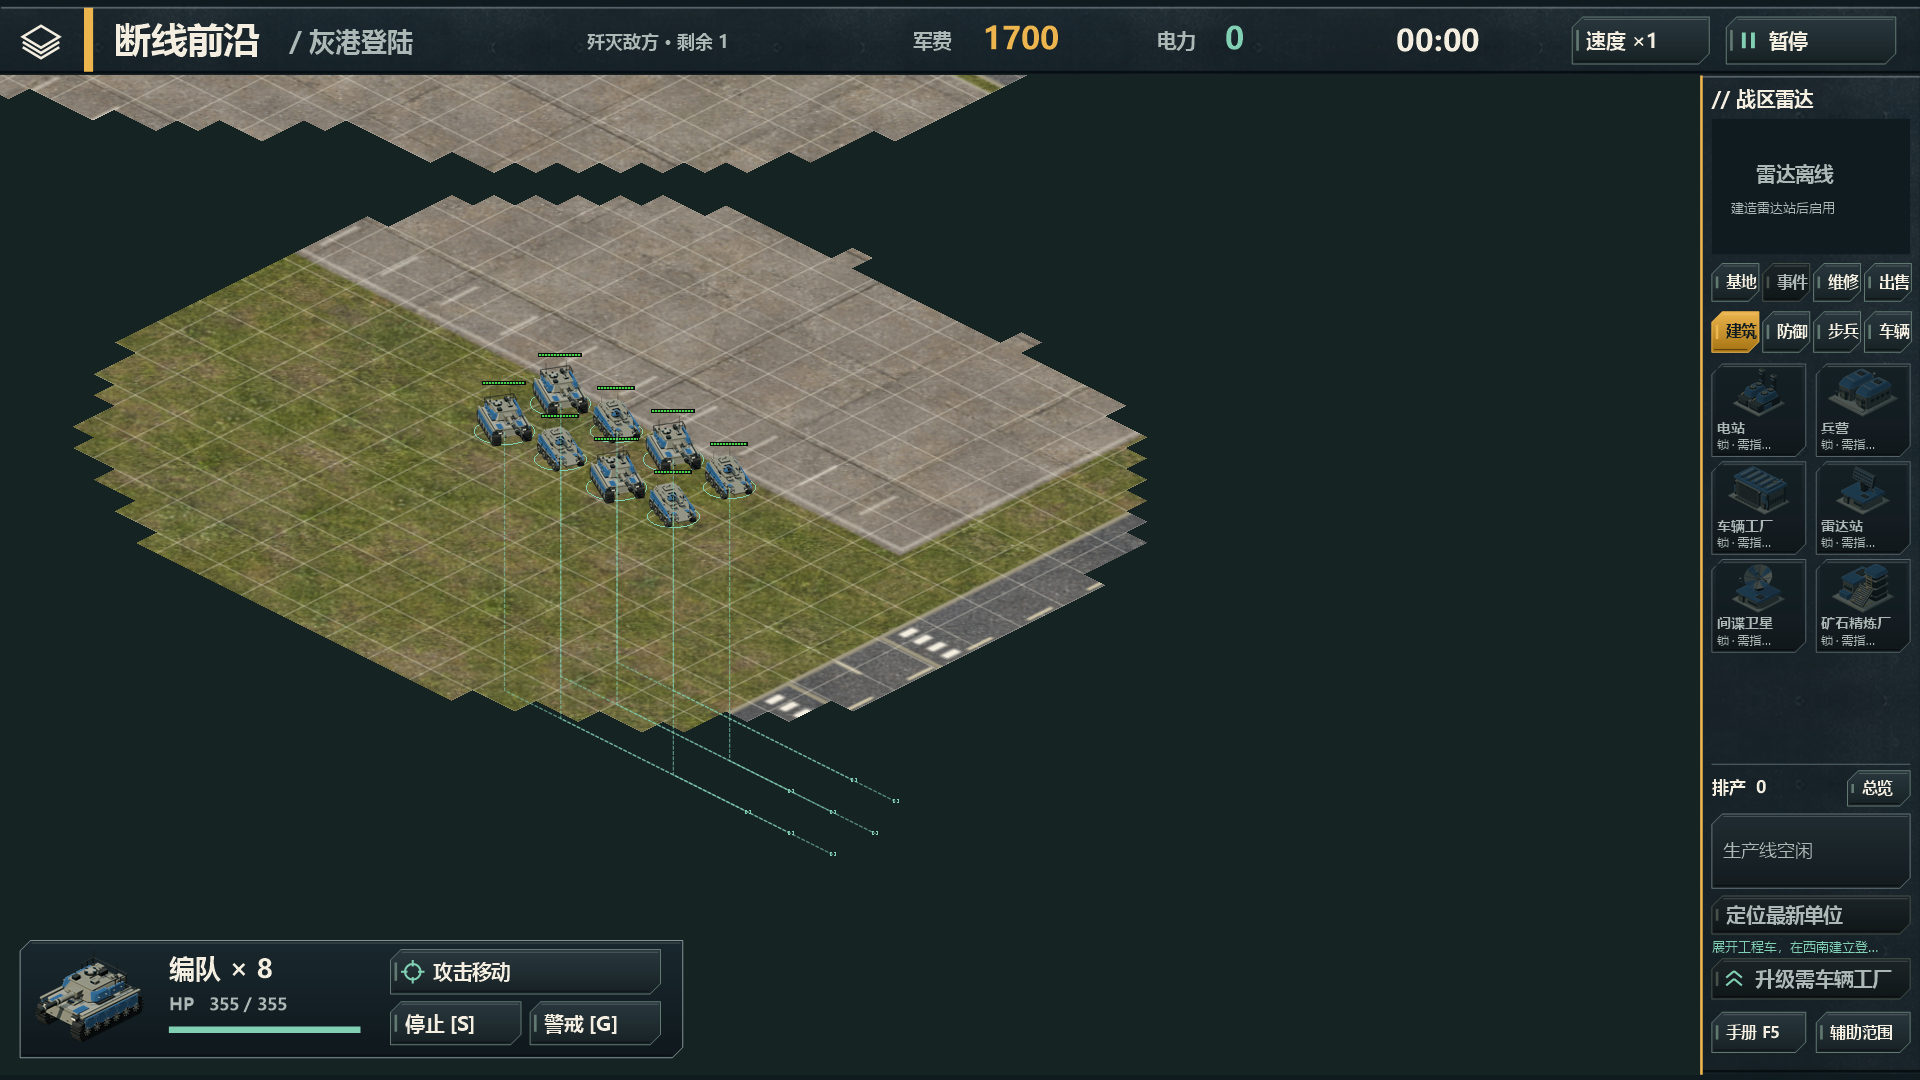 断线前沿 / 灰港登陆
歼灭敌方 • 剩余 1
军费 1700
电力 0
00:00
速度 ×1
暂停
// 战区雷达
雷达离线
建造雷达站后启用
基地 事件 维修 出售
建筑 防御 步兵 车辆
电站
锁 · 需指...
兵营
锁 · 需指...
车辆工厂
锁 · 需指...
雷达站
锁 · 需指...
间谍卫星
锁 · 需指...
矿石精炼厂
锁 · 需指...
排产 0
总览
生产线空闲
定位最新单位
展开工程车，在西南建立登...
升级需车辆工厂
手册 F5
辅助范围
编队 × 8
HP 355 / 355
攻击移动
停止 [S]
警戒 [G]